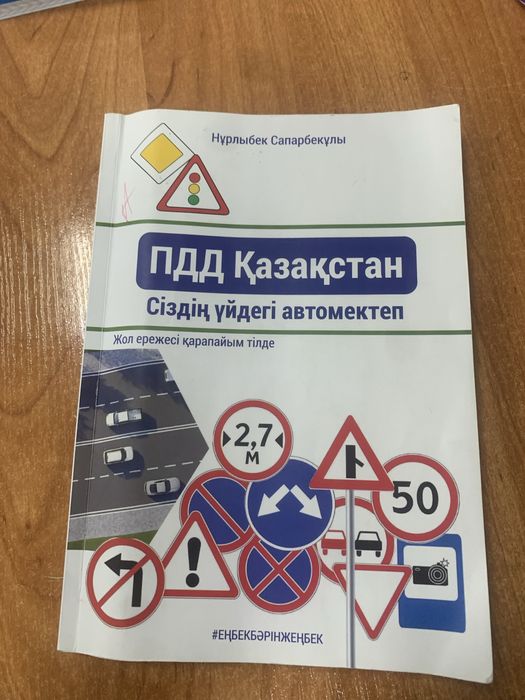 Нұрлыбек Сапарбекұлы
ПДД Қазақстан
Сіздің үйдегі автомектеп
Жол ережесі қарапайым тілде
2,7
М
50
#ЕҢБЕКБӘРІНЖЕҢБЕК